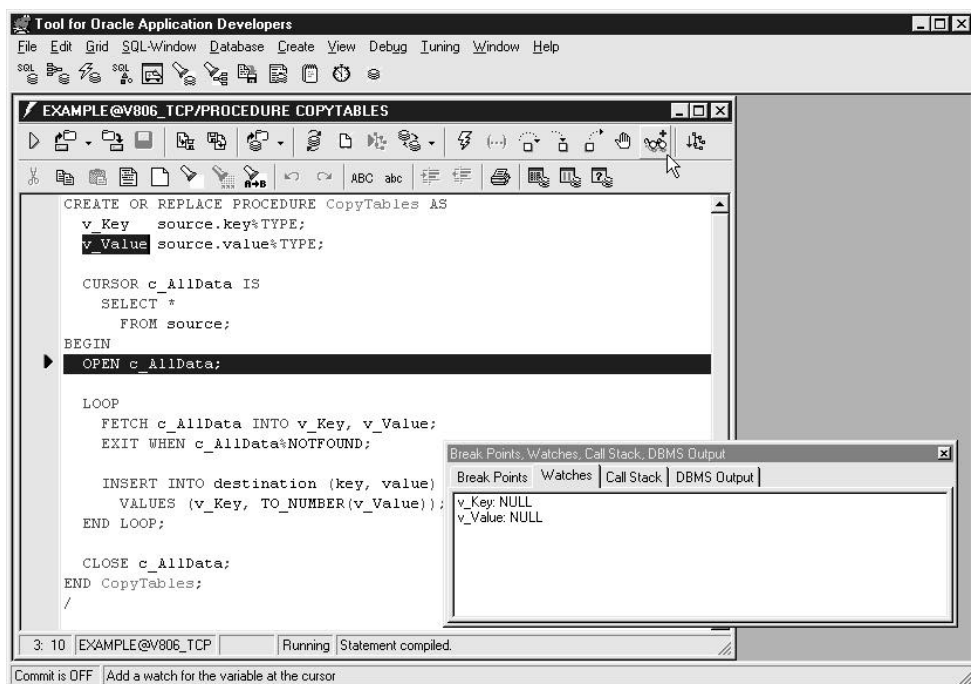 Tool for Oracle Application Developers
File Edit Grid SQL-Window Database Create View Debug Tuning Window Help
SQL SQL
EXAMPLE@V806_TCP/PROCEDURE COPYTABLES
A→B ABC abc
CREATE OR REPLACE PROCEDURE CopyTables AS
v_Key source.key%TYPE;
v_Value source.value%TYPE;
CURSOR c_AllData IS
SELECT *
FROM source;
BEGIN
OPEN c_AllData;
LOOP
FETCH c_AllData INTO v_Key, v_Value;
EXIT WHEN c_AllData%NOTFOUND;
INSERT INTO destination (key, value)
VALUES (v_Key, TO_NUMBER(v_Value));
END LOOP;
CLOSE c_AllData;
END CopyTables;
/
Break Points, Watches, Call Stack, DBMS Output
Break Points Watches Call Stack DBMS Output
v_Key: NULL
v_Value: NULL
3: 10 EXAMPLE@V806_TCP Running Statement compiled.
Commit is OFF Add a watch for the variable at the cursor